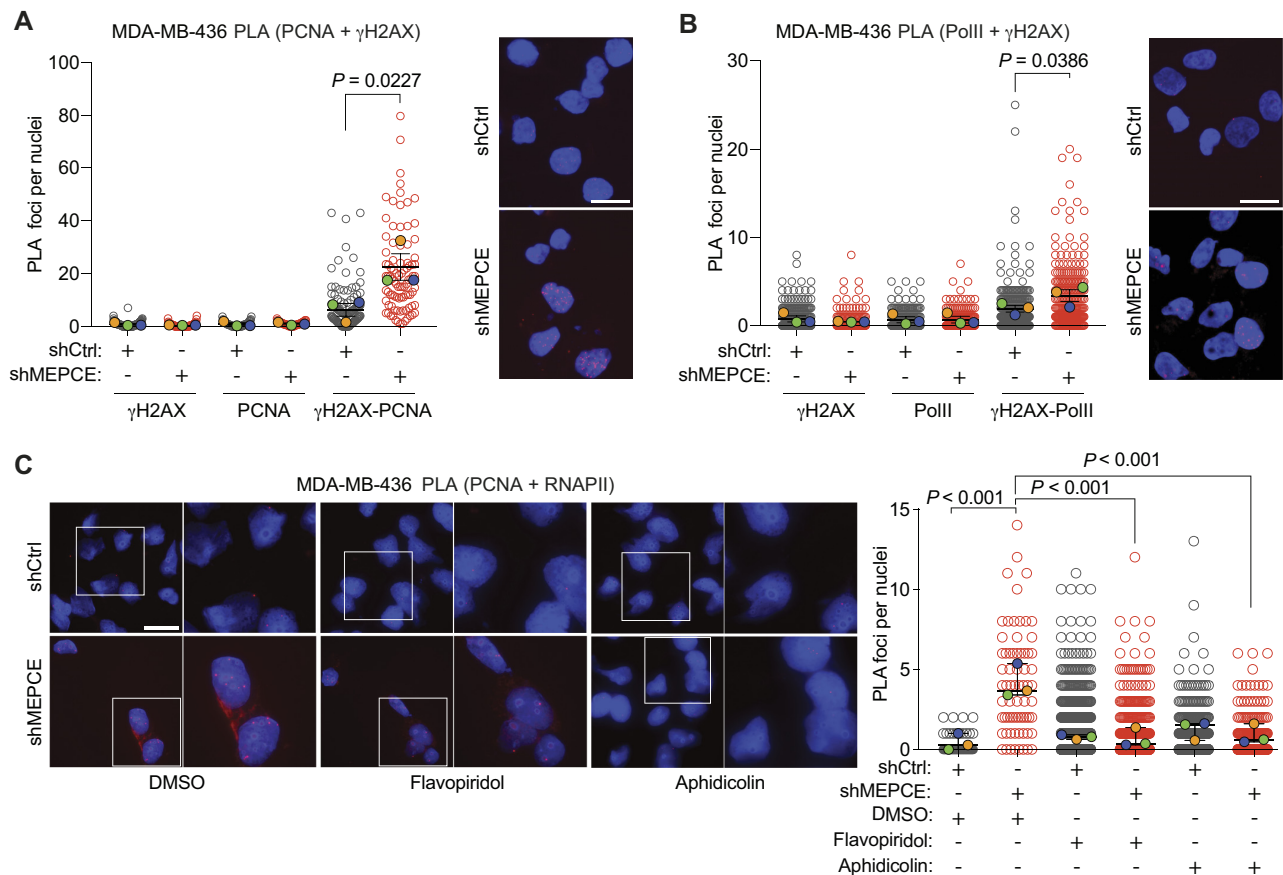 A
MDA-MB-436 PLA (PCNA + γH2AX)
PLA foci per nuclei
100
80
60
40
20
0
P = 0.0227
shCtrl: + - + - + -
shMEPCE: - + - + - +
γH2AX PCNA γH2AX-PCNA
shCtrl
shMEPCE
B
MDA-MB-436 PLA (PolII + γH2AX)
PLA foci per nuclei
30
20
10
0
P = 0.0386
shCtrl: + - + - + -
shMEPCE: - + - + - +
γH2AX PolII γH2AX-PolII
shCtrl
shMEPCE
C
MDA-MB-436 PLA (PCNA + RNAPII)
shCtrl
shMEPCE
DMSO Flavopiridol Aphidicolin
P < 0.001
P < 0.001
P < 0.001
PLA foci per nuclei
15
10
5
0
shCtrl: + - + - + -
shMEPCE: - + - + - +
DMSO: + + - - - -
Flavopiridol: - - + + - -
Aphidicolin: - - - - + +